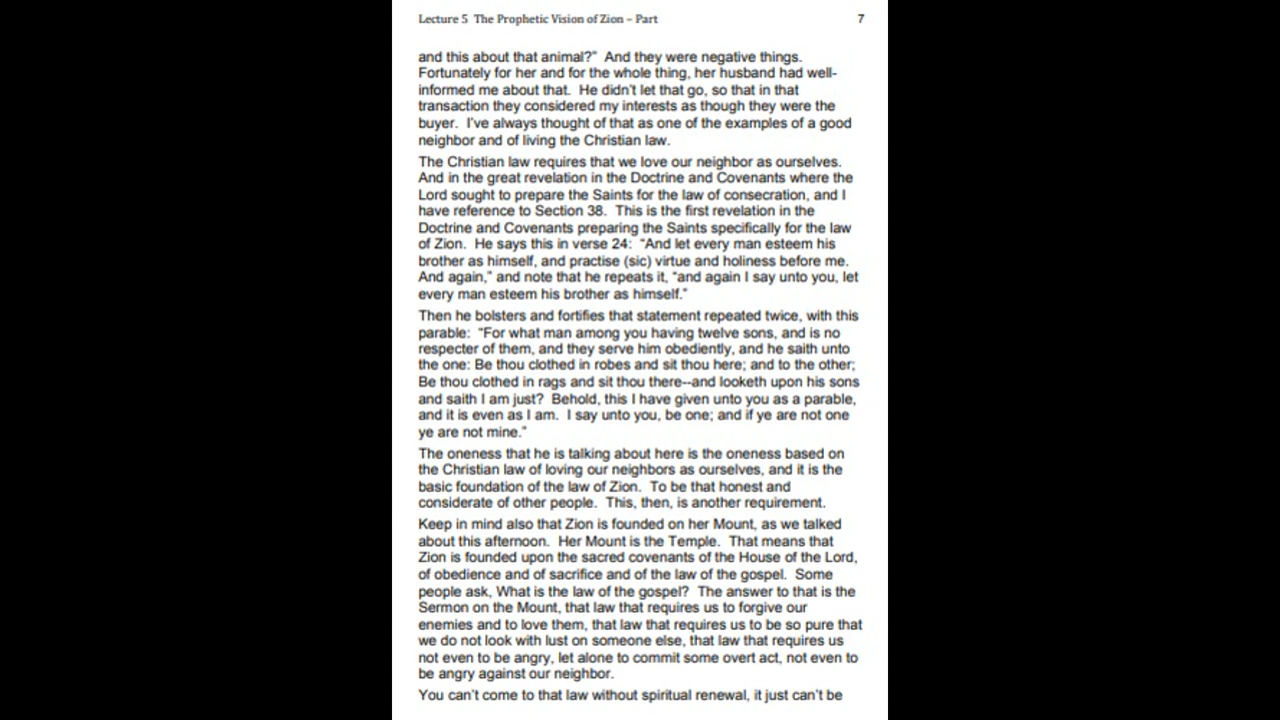 Lecture 5 The Prophetic Vision of Zion – Part 7
and this about that animal?" And they were negative things.
Fortunately for her and for the whole thing, her husband had well-
informed me about that. He didn't let that go, so that in that
transaction they considered my interests as though they were the
buyer. I've always thought of that as one of the examples of a good
neighbor and of living the Christian law.
The Christian law requires that we love our neighbor as ourselves.
And in the great revelation in the Doctrine and Covenants where the
Lord sought to prepare the Saints for the law of consecration, and I
have reference to Section 38. This is the first revelation in the
Doctrine and Covenants preparing the Saints specifically for the law
of Zion. He says this in verse 24: "And let every man esteem his
brother as himself, and practise (sic) virtue and holiness before me.
And again," and note that he repeats it, "and again I say unto you, let
every man esteem his brother as himself."
Then he bolsters and fortifies that statement repeated twice, with this
parable: "For what man among you having twelve sons, and is no
respecter of them, and they serve him obediently, and he saith unto
the one: Be thou clothed in robes and sit thou here; and to the other;
Be thou clothed in rags and sit thou there--and looketh upon his sons
and saith I am just? Behold, this I have given unto you as a parable,
and it is even as I am. I say unto you, be one; and if ye are not one
ye are not mine."
The oneness that he is talking about here is the oneness based on
the Christian law of loving our neighbors as ourselves, and it is the
basic foundation of the law of Zion. To be that honest and
considerate of other people. This, then, is another requirement.
Keep in mind also that Zion is founded on her Mount, as we talked
about this afternoon. Her Mount is the Temple. That means that
Zion is founded upon the sacred covenants of the House of the Lord,
of obedience and of sacrifice and of the law of the gospel. Some
people ask, What is the law of the gospel? The answer to that is the
Sermon on the Mount, that law that requires us to forgive our
enemies and to love them, that law that requires us to be so pure that
we do not look with lust on someone else, that law that requires us
not even to be angry, let alone to commit some overt act, not even to
be angry against our neighbor.
You can't come to that law without spiritual renewal, it just can't be